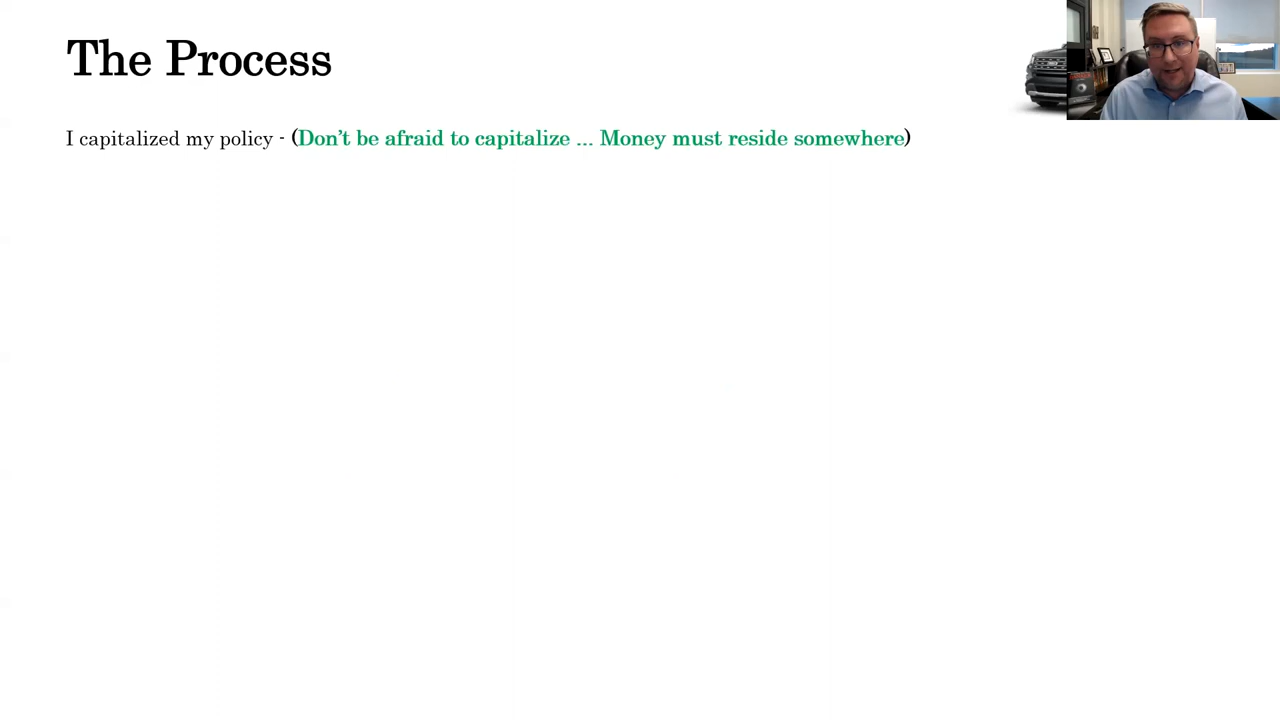 The Process
I capitalized my policy - (Don’t be afraid to capitalize ... Money must reside somewhere)